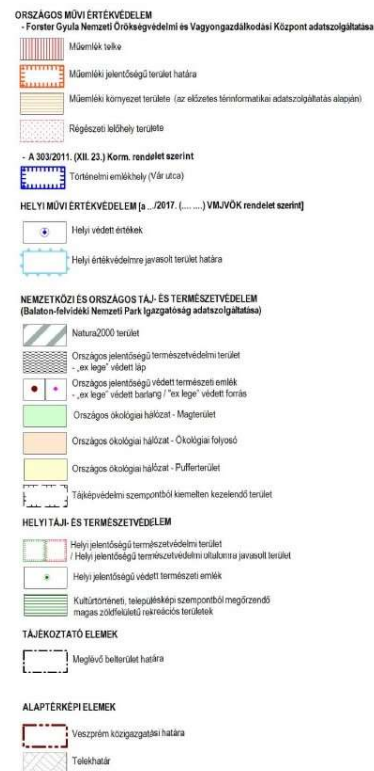 ORSZÁGOS MŰVI ÉRTÉKVÉDELEM
- Forster Gyula Nemzeti Örökségvédelmi és Vagyongazdálkodási Központ adatszolgáltatása
Műemlék telke
Műemléki jelentőségű terület határa
Műemléki környezet területe (az előzetes térinformatikai adatszolgáltatás alapján)
Régészeti lelőhely területe
- A 303/2011. (XII. 23.) Korm. rendelet szerint
Történelmi emlékhely (Vár utca)
HELYI MŰVI ÉRTÉKVÉDELEM [a .../2017. (.......) VMJVÖK rendelet szerint]
Helyi védett értékek
Helyi értékvédelmre javasolt terület határa
NEMZETKÖZI ÉS ORSZÁGOS TÁJ- ÉS TERMÉSZETVÉDELEM
(Balaton-felvidéki Nemzeti Park Igazgatóság adatszolgáltatása)
Natura2000 terület
Országos jelentőségű természetvédelmi terület
- „ex lege" védett láp
Országos jelentőségű védett természeti emlék
- „ex lege" védett barlang / "ex lege" védett forrás
Országos ökológiai hálózat - Magterület
Országos ökológiai hálózat - Ökológiai folyosó
Országos ökológiai hálózat - Pufferterület
Tájképvédelmi szempontból kiemelten kezelendő terület
HELYI TÁJI- ÉS TERMÉSZETVÉDELEM
Helyi jelentőségű természetvédelmi terület
/ Helyi jelentőségű természetvédelmi oltalomra javasolt terület
Helyi jelentőségű védett természeti emlék
Kultúrtörténeti, településképi szempontból megőrzendő
magas zöldfelületű rekreációs területek
TÁJÉKOZTATÓ ELEMEK
Meglévő belterület határa
ALAPTÉRKÉPI ELEMEK
Veszprém közigazgatási határa
Telekhatár